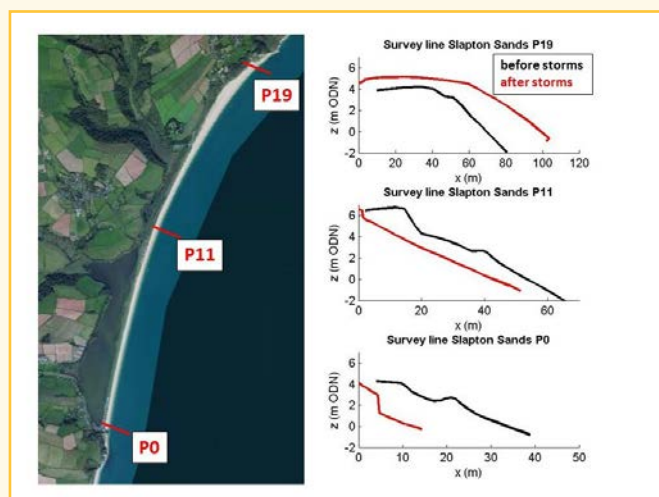 P19
P11
P0
Survey line Slapton Sands P19
before storms
after storms
z (m ODN)
6
4
2
0
-2
0 20 40 60 80 100 120
x (m)
Survey line Slapton Sands P11
z (m ODN)
6
4
2
0
-2
0 20 40 60
x (m)
Survey line Slapton Sands P0
z (m ODN)
6
4
2
0
-2
0 10 20 30 40 50
x (m)